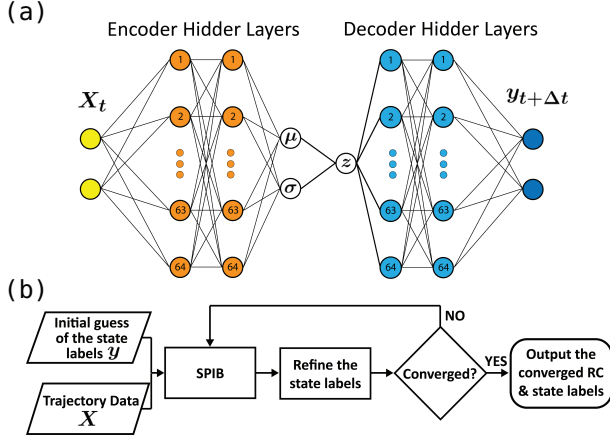 (a)
Encoder Hidder Layers
Decoder Hidder Layers
X_t
y_{t+Δt}
1 1 1 1
2 2 2 2
μ
z
σ
63 63 63 63
64 64 64 64
(b)
NO
Initial guess
of the state
labels y
SPIB
Refine the
state labels
Converged?
YES
Output the
converged RC
& state labels
Trajectory Data
X